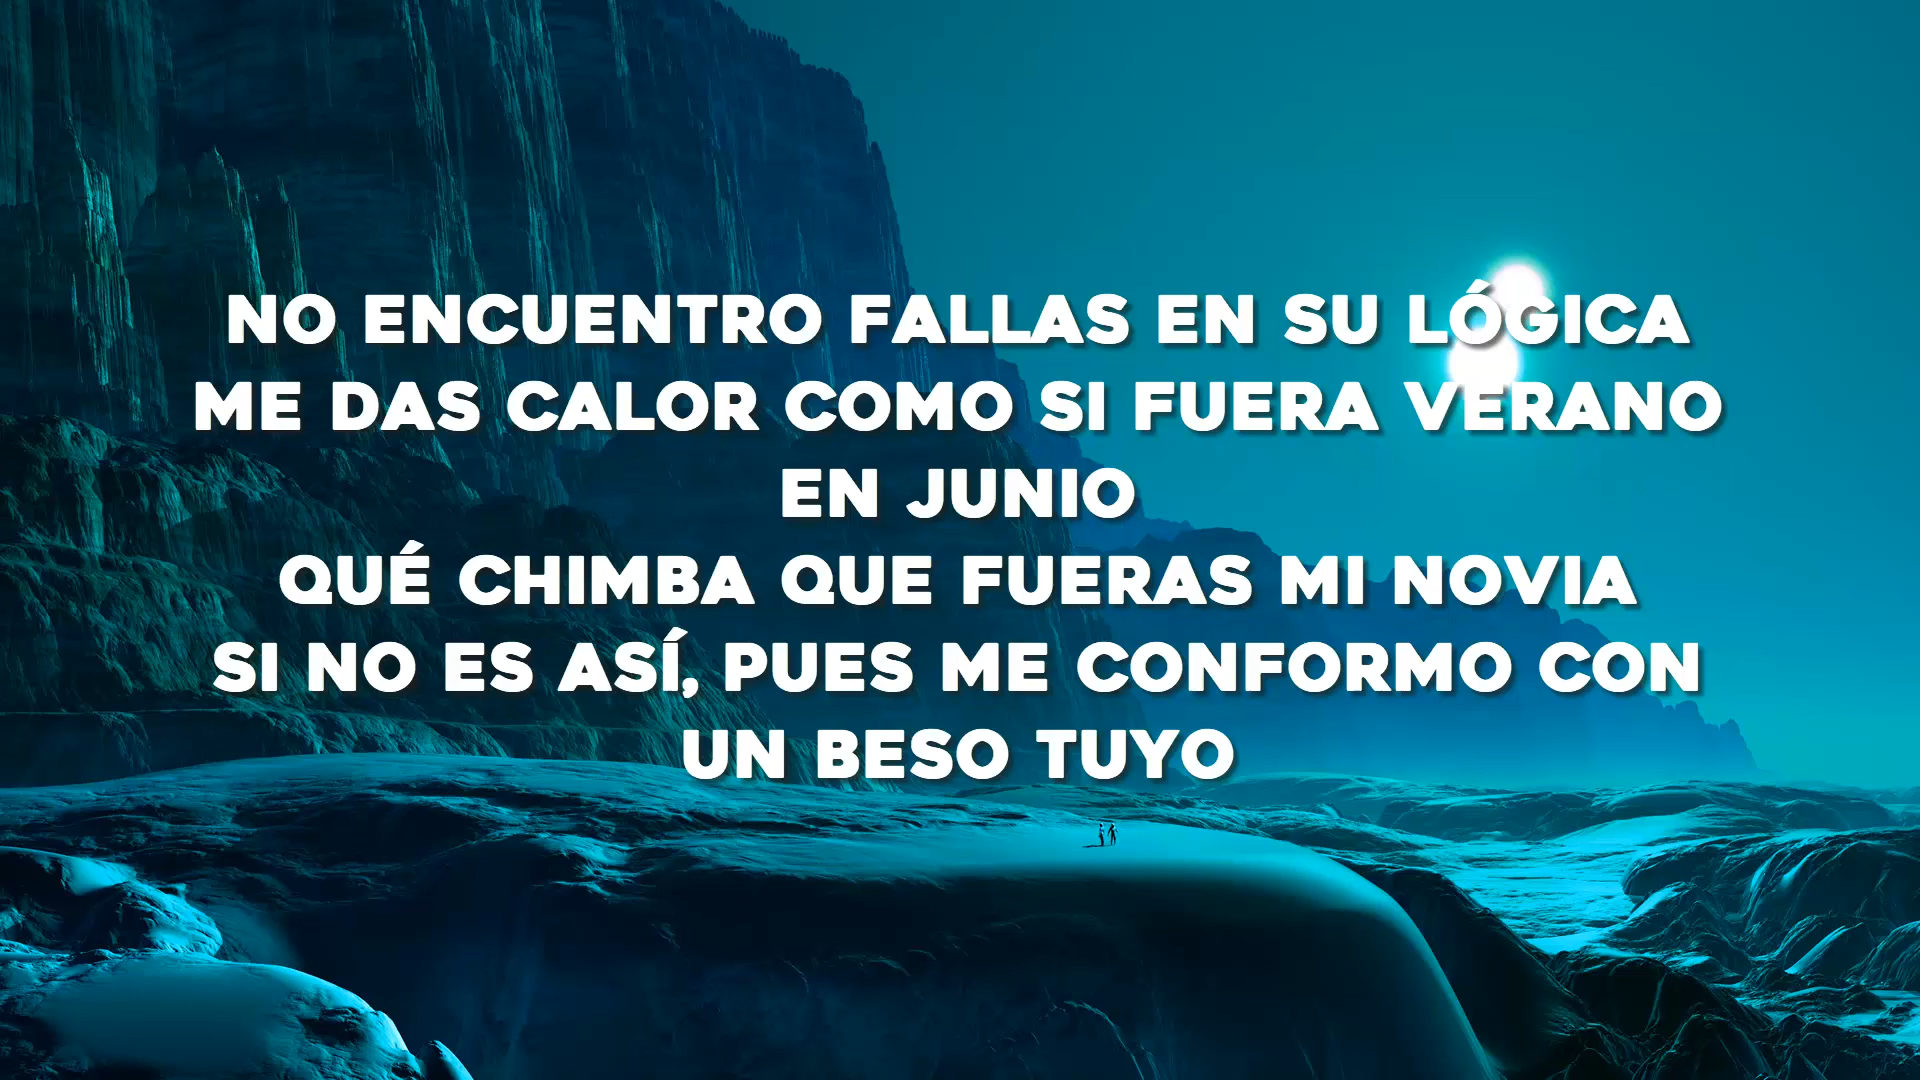 NO ENCUENTRO FALLAS EN SU LÓGICA
ME DAS CALOR COMO SI FUERA VERANO
EN JUNIO
QUÉ CHIMBA QUE FUERAS MI NOVIA
SI NO ES ASÍ, PUES ME CONFORMO CON
UN BESO TUYO